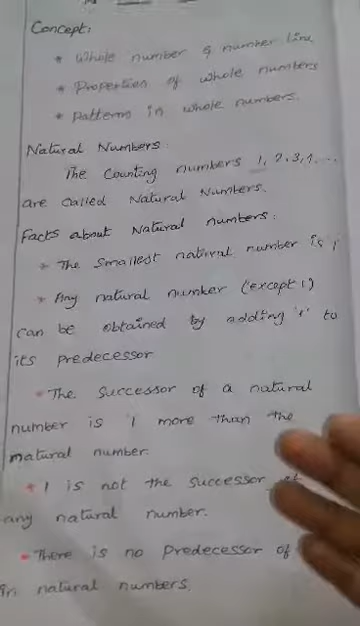 Concept:
* Whole number & number line
* Properties of whole numbers
* Patterns in whole numbers.
Natural Numbers:
The Counting numbers 1, 2, 3, 4, ...
are called Natural Numbers.
Facts about Natural numbers:
* The smallest natural number is 1
* Any natural number (except 1)
can be obtained by adding '1' to
its Predecessor
* The Successor of a natural
number is 1 more than the
natural number.
* 1 is not the successor of
any natural number.
* There is no Predecessor of
in natural numbers.